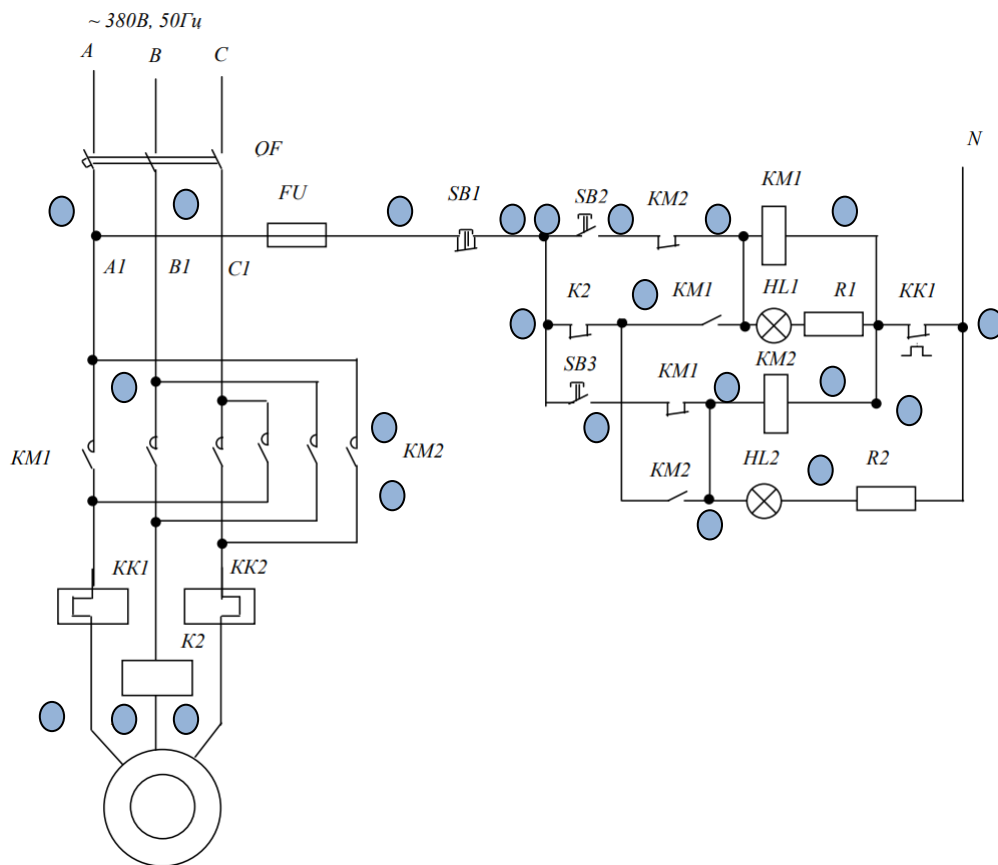 ~ 380В, 50Гц
A B C
QF
N
FU
SB1
SB2
KM2
KM1
A1 B1 C1
K2
KM1
HL1
R1
KK1
SB3
KM1
KM2
KM1
KM2
KM2
HL2
R2
KK1
KK2
K2